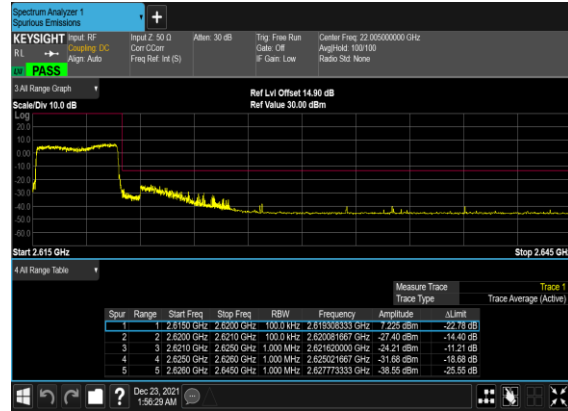 Spectrum Analyzer 1
Spurious Emissions
KEYSIGHT Input: RF Input Z: 50 Ω Atten: 30 dB Trig: Free Run Center Freq: 22.005000000 GHz
RL Coupling: DC Corr CCorr Gate: Off Avg|Hold: 100/100
Align: Auto Freq Ref: Int (S) IF Gain: Low Radio Std: None
PASS
3 All Range Graph
Ref Lvl Offset 14.90 dB
Scale/Div 10.0 dB Ref Value 30.00 dBm
Log
20.0
10.0
0.00
-10.0
-20.0
-30.0
-40.0
-50.0
-60.0
Start 2.615 GHz Stop 2.645 GHz
4 All Range Table
Measure Trace Trace 1
Trace Type Trace Average (Active)
Spur Range Start Freq Stop Freq RBW Frequency Amplitude ΔLimit
1 1 2.6150 GHz 2.6200 GHz 100.0 kHz 2.619308333 GHz 7.225 dBm -22.78 dB
2 2 2.6200 GHz 2.6210 GHz 100.0 kHz 2.620081667 GHz -27.40 dBm -14.40 dB
3 3 2.6210 GHz 2.6250 GHz 1.000 MHz 2.621620000 GHz -24.21 dBm -11.21 dB
4 4 2.6250 GHz 2.6260 GHz 1.000 MHz 2.625021667 GHz -31.68 dBm -18.68 dB
5 5 2.6260 GHz 2.6450 GHz 1.000 MHz 2.627773333 GHz -38.55 dBm -25.55 dB
Dec 23, 2021
1:56:29 AM